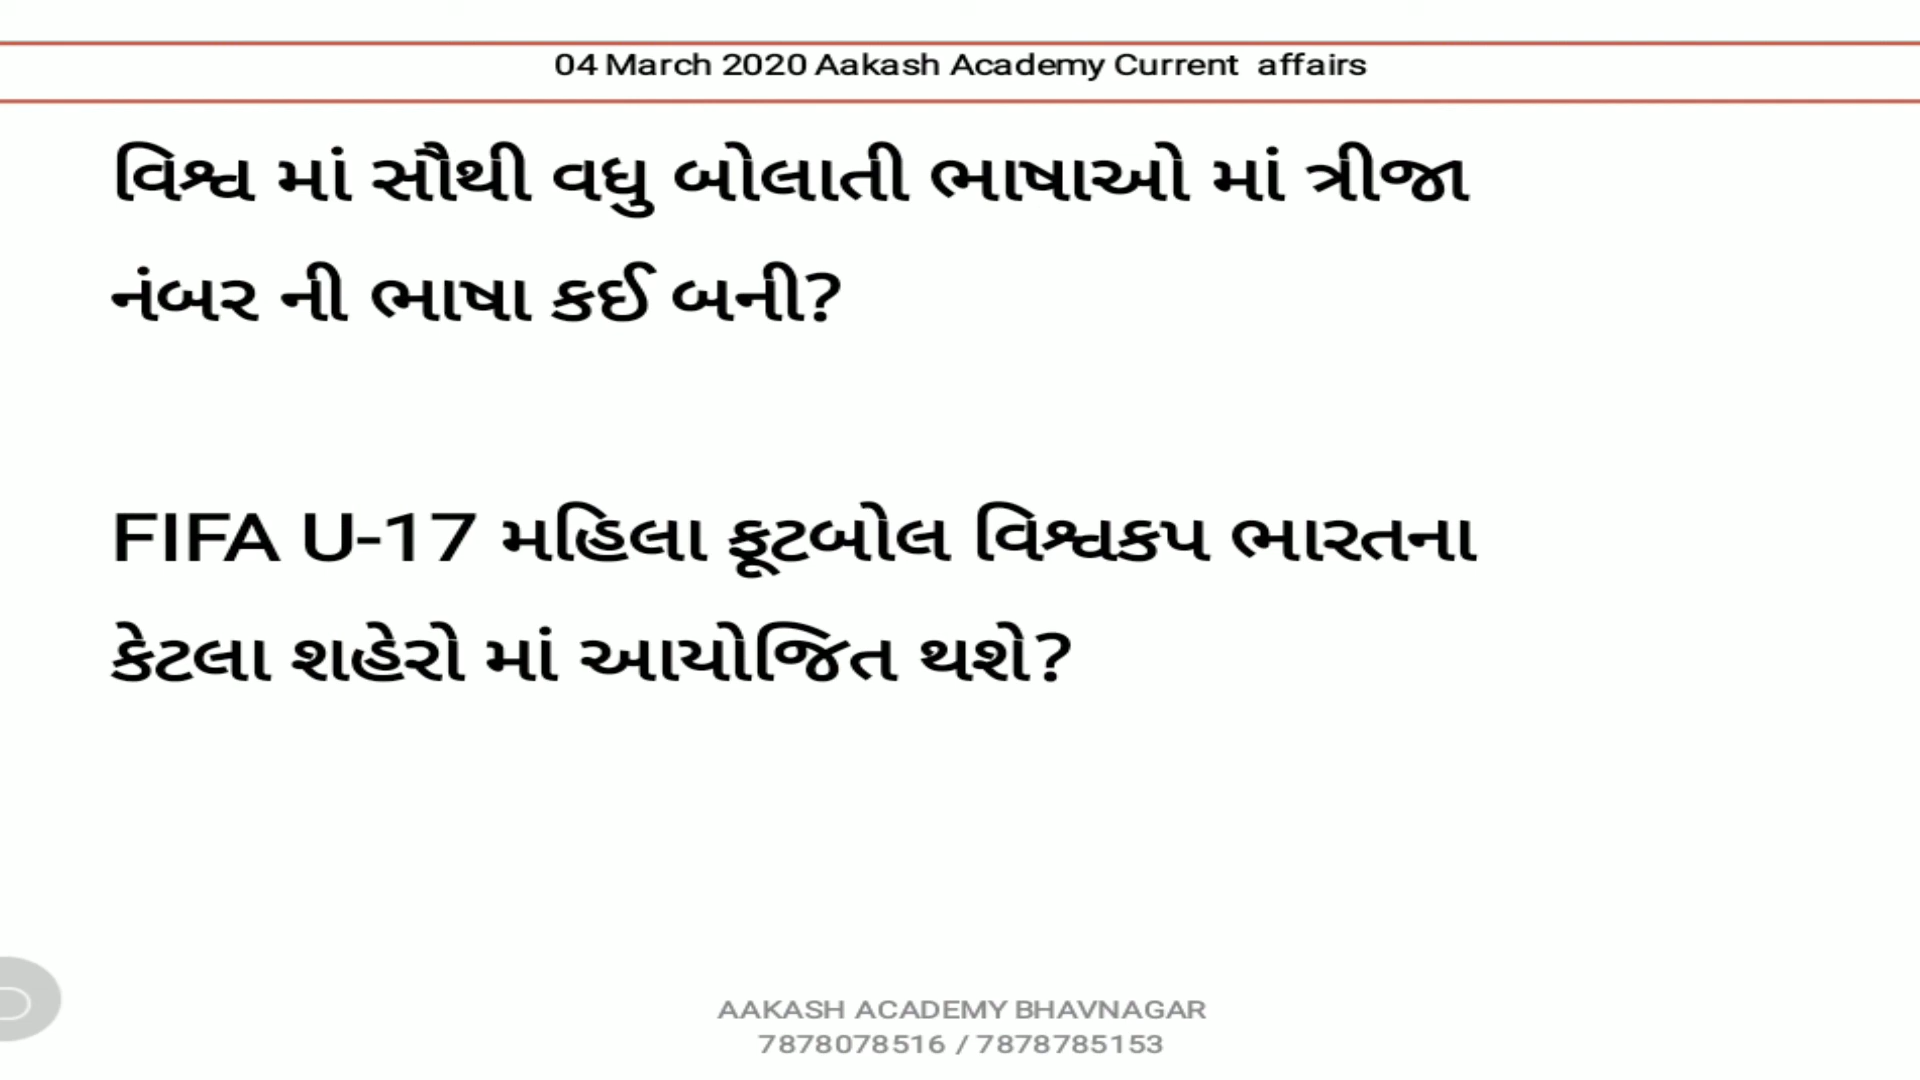 04 March 2020 Aakash Academy Current affairs
વિશ્વ માં સૌથી વધુ બોલાતી ભાષાઓ માં ત્રીજા
નંબર ની ભાષા કઈ બની?
FIFA U-17 મહિલા ફૂટબોલ વિશ્વકપ ભારતના
કેટલા શહેરો માં આયોજિત થશે?
AAKASH ACADEMY BHAVNAGAR
7878078516 / 7878785153